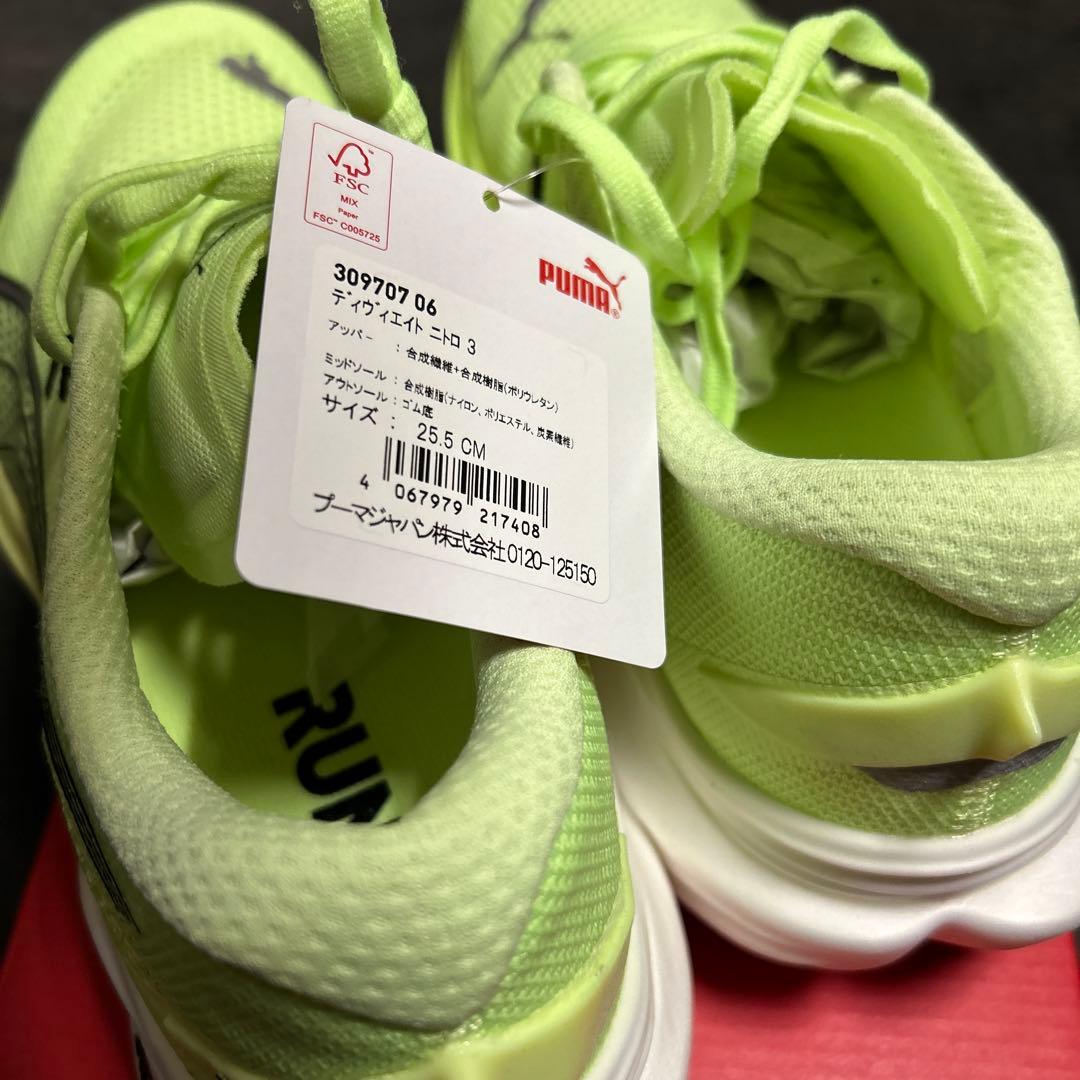 FSC
MIX
Paper
FSC™ C005725
PUMA®
309707 06
ディヴィエイト ニトロ 3
アッパー : 合成繊維+合成樹脂(ポリウレタン)
ミッドソール : 合成樹脂(ナイロン、ポリエステル、炭素繊維)
アウトソール : ゴム底
サイズ : 25.5 CM
4 067979 217408
プーマジャパン株式会社 0120-125150
RUN